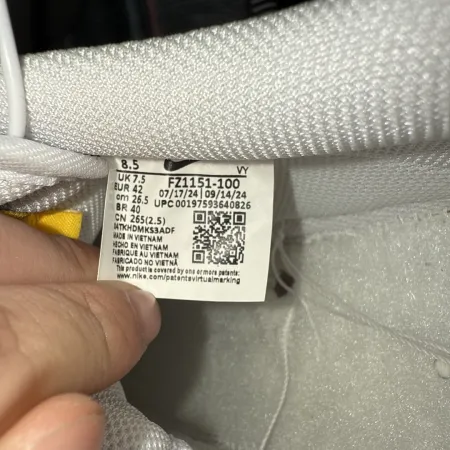 8.5
VY
UK 7.5 FZ1151-100
EUR 42 07/17/24 09/14/24
cm 26.5 UPC 00197593640826
BR 40
CN 265(2.5)
MADE IN VIETNAM
HECHO EN VIETNAM
FABRIQUE AU VIETNAM
FABRICADO NO VIETNÃ
This product is covered by one or more patents:
www.nike.com/patentsvirtualmarking